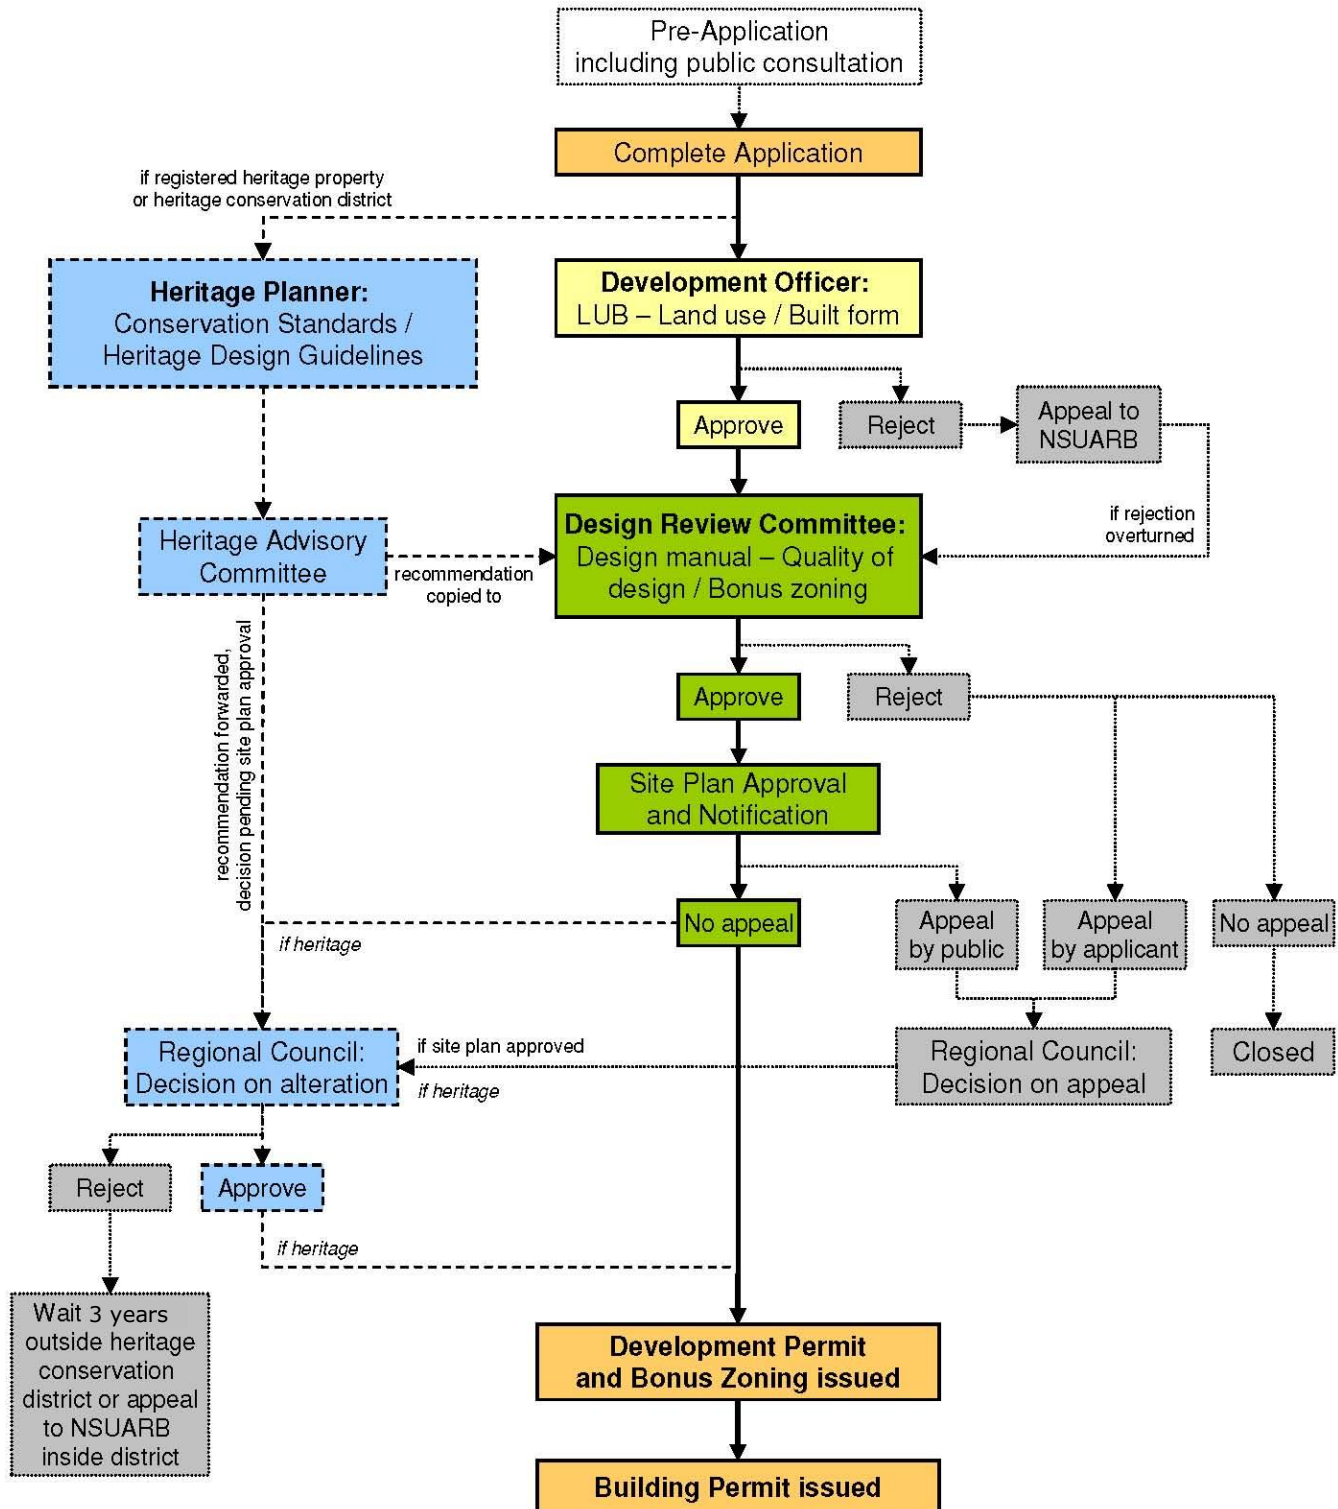 Pre-Application
including public consultation
Complete Application
if registered heritage property
or heritage conservation district
Heritage Planner:
Conservation Standards /
Heritage Design Guidelines
Development Officer:
LUB – Land use / Built form
Approve
Reject
Appeal to
NSUARB
if rejection
overturned
Heritage Advisory
Committee
recommendation
copied to
Design Review Committee:
Design manual – Quality of
design / Bonus zoning
recommendation forwarded,
decision pending site plan approval
Approve
Reject
Site Plan Approval
and Notification
No appeal
if heritage
Appeal
by public
Appeal
by applicant
No appeal
Regional Council:
Decision on alteration
if site plan approved
if heritage
Regional Council:
Decision on appeal
Closed
Reject
Approve
if heritage
Wait 3 years
outside heritage
conservation
district or appeal
to NSUARB
inside district
Development Permit
and Bonus Zoning issued
Building Permit issued